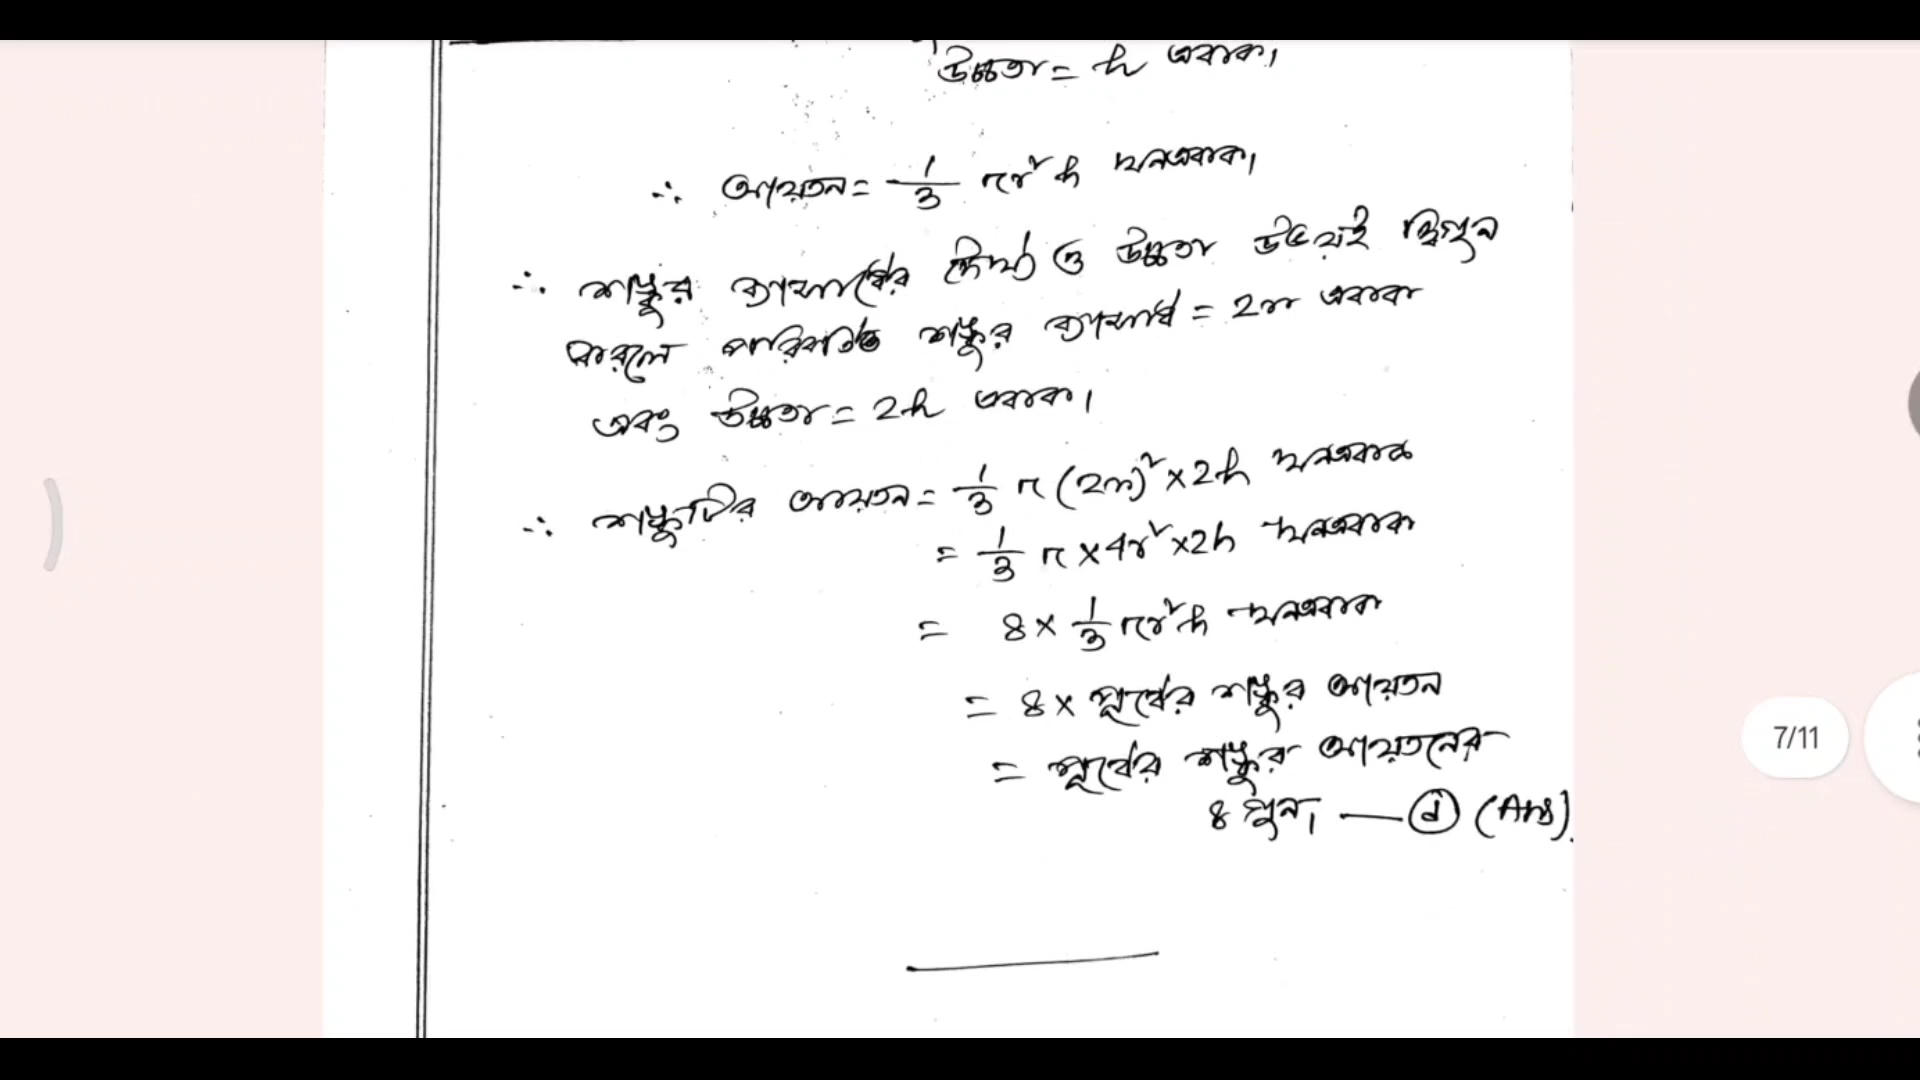 উচ্চতা = h একক।
∴ আয়তন = 1/3 πr²h ঘনএকক।
∴ শঙ্কুর ব্যাসার্ধের দৈর্ঘ্য ও উচ্চতা উভয়ই দ্বিগুন
করলে পরিবর্তিত শঙ্কুর ব্যাসার্ধ = 2r একক
এবং উচ্চতা = 2h একক।
∴ শঙ্কুটির আয়তন = 1/3 π (2r)² × 2h ঘনএকক
= 1/3 π × 4r² × 2h ঘনএকক
= 8 × 1/3 πr²h ঘনএকক
= 8 × পূর্বের শঙ্কুর আয়তন
= পূর্বের শঙ্কুর আয়তনের
8 গুন। — (d) (Ans).
7/11